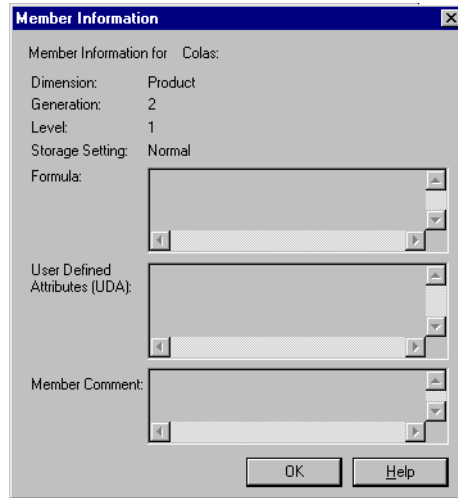 Member Information
Member Information for Colas:
Dimension: Product
Generation: 2
Level: 1
Storage Setting: Normal
Formula:
User Defined
Attributes (UDA):
Member Comment:
OK Help